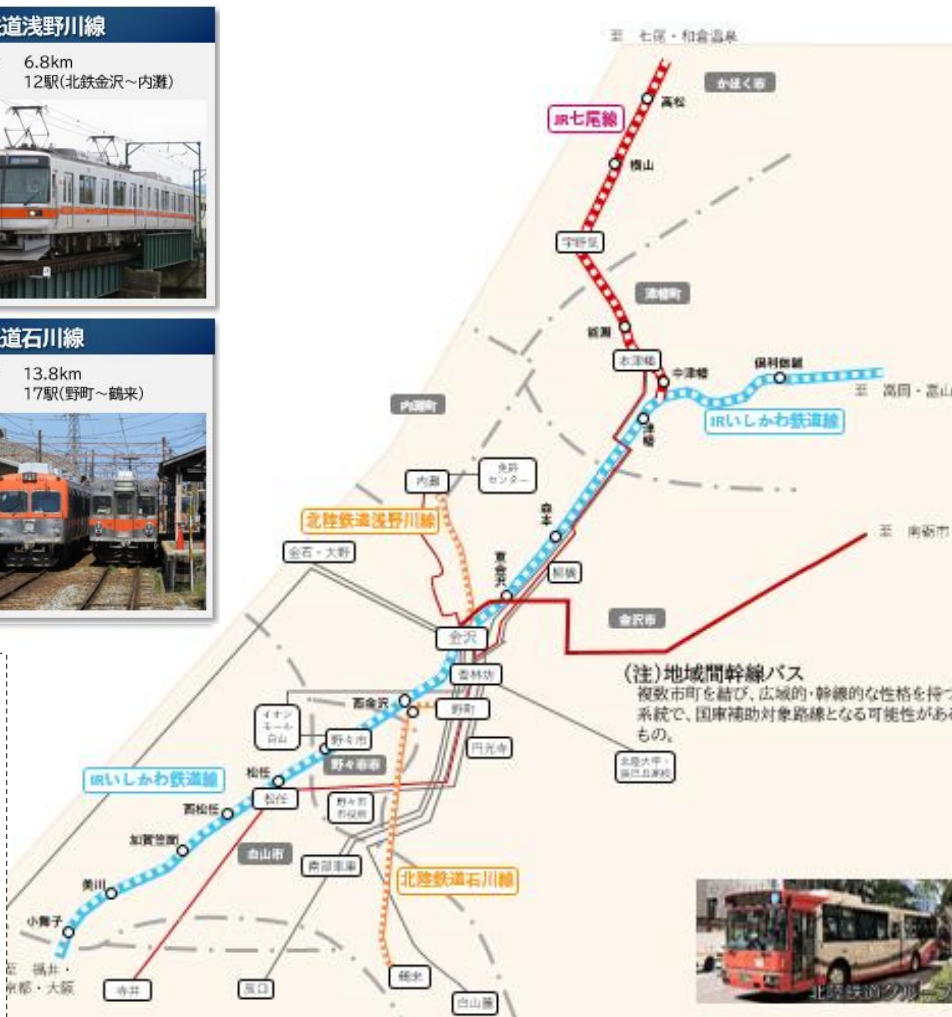 道浅野川線
6.8km
12駅(北鉄金沢～内灘)
道石川線
13.8km
17駅(野町～鶴来)
至 七尾・和倉温泉
かほく市
高松
JR七尾線
横山
宇野気
津幡町
能瀬
本津幡
中津幡
倶利伽羅
至 高岡・富山
IRいしかわ鉄道線
津幡
内灘町
内灘
免許
センター
北陸鉄道浅野川線
森本
金石・大野
東金沢
柳橋
至 南砺市
金沢市
金沢
香林坊
(注)地域間幹線バス
複数市町を結び、広域的・幹線的な性格を持つ
系統で、国庫補助対象路線となる可能性がある
もの。
西金沢
野町
イオン
モール
白山
野々市
円光寺
野々市市
北陸大学・
辰巳丘高校
IRいしかわ鉄道線
松任
松任
西松任
野々市
市役所
加賀笠間
白山市
南部車庫
北陸鉄道石川線
美川
小舞子
至 福井・
京都・大阪
寺井
辰口
鶴来
白山麓
北陸鉄道グループ